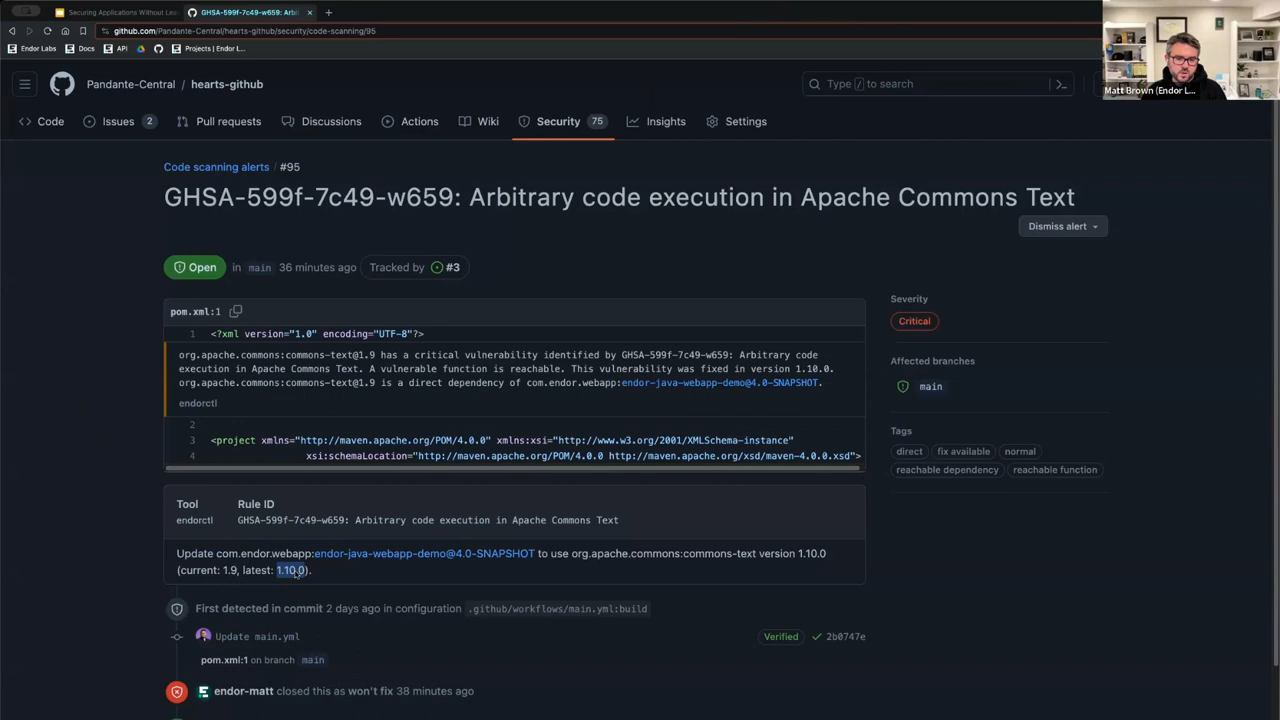 Securing Applications Without Lea
GHSA-599f-7c49-w659: Arbitr
github.com/Pandante-Central/hearts-github/security/code-scanning/95
Endor Labs
Docs
API
Projects | Endor L...
Matt Brown (Endor L...
Pandante-Central / hearts-github
Type / to search
Code
Issues 2
Pull requests
Discussions
Actions
Wiki
Security 75
Insights
Settings
Code scanning alerts / #95
GHSA-599f-7c49-w659: Arbitrary code execution in Apache Commons Text
Dismiss alert
Open in main 36 minutes ago Tracked by #3
pom.xml:1
1 <?xml version="1.0" encoding="UTF-8"?>
org.apache.commons:commons-text@1.9 has a critical vulnerability identified by GHSA-599f-7c49-w659: Arbitrary code
execution in Apache Commons Text. A vulnerable function is reachable. This vulnerability was fixed in version 1.10.0.
org.apache.commons:commons-text@1.9 is a direct dependency of com.endor.webapp:endor-java-webapp-demo@4.0-SNAPSHOT.
endorctl
2
3 <project xmlns="http://maven.apache.org/POM/4.0.0" xmlns:xsi="http://www.w3.org/2001/XMLSchema-instance"
4 xsi:schemaLocation="http://maven.apache.org/POM/4.0.0 http://maven.apache.org/xsd/maven-4.0.0.xsd">
Severity
Critical
Affected branches
main
Tags
direct
fix available
normal
reachable dependency
reachable function
Tool Rule ID
endorctl GHSA-599f-7c49-w659: Arbitrary code execution in Apache Commons Text
Update com.endor.webapp:endor-java-webapp-demo@4.0-SNAPSHOT to use org.apache.commons:commons-text version 1.10.0
(current: 1.9, latest: 1.10.0).
First detected in commit 2 days ago in configuration .github/workflows/main.yml:build
Update main.yml Verified 2b0747e
pom.xml:1 on branch main
endor-matt closed this as won't fix 38 minutes ago